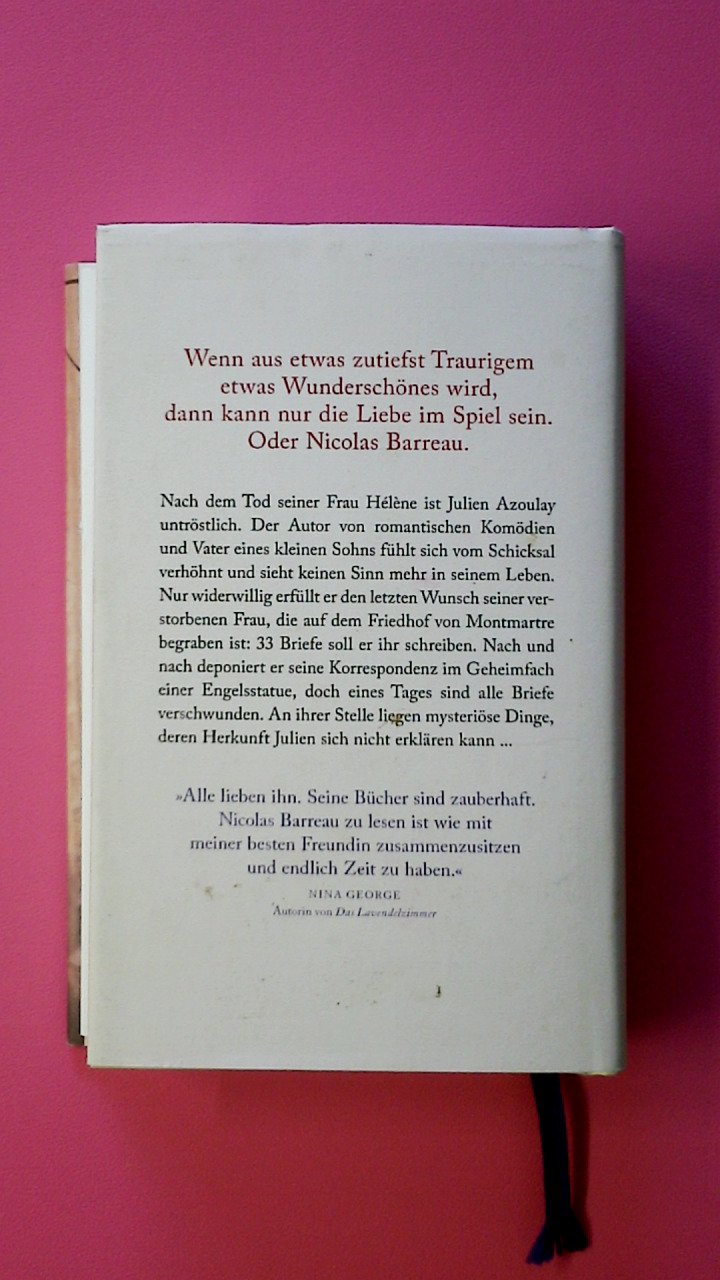 Wenn aus etwas zutiefst Traurigem
etwas Wunderschönes wird,
dann kann nur die Liebe im Spiel sein.
Oder Nicolas Barreau.
Nach dem Tod seiner Frau Hélène ist Julien Azoulay
untröstlich. Der Autor von romantischen Komödien
und Vater eines kleinen Sohns fühlt sich vom Schicksal
verhöhnt und sieht keinen Sinn mehr in seinem Leben.
Nur widerwillig erfüllt er den letzten Wunsch seiner ver-
storbenen Frau, die auf dem Friedhof von Montmartre
begraben ist: 33 Briefe soll er ihr schreiben. Nach und
nach deponiert er seine Korrespondenz im Geheimfach
einer Engelsstatue, doch eines Tages sind alle Briefe
verschwunden. An ihrer Stelle liegen mysteriöse Dinge,
deren Herkunft Julien sich nicht erklären kann ...
»Alle lieben ihn. Seine Bücher sind zauberhaft.
Nicolas Barreau zu lesen ist wie mit
meiner besten Freundin zusammenzusitzen
und endlich Zeit zu haben.«
NINA GEORGE
Autorin von Das Lavendelzimmer